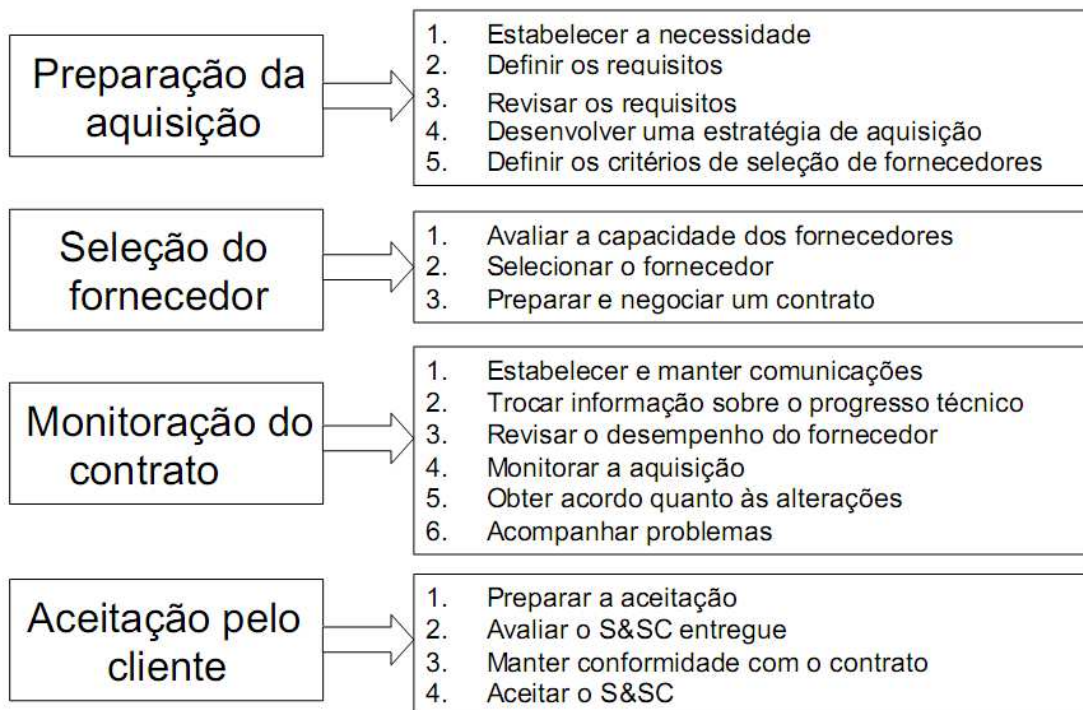 Preparação da
aquisição
1. Estabelecer a necessidade
2. Definir os requisitos
3. Revisar os requisitos
4. Desenvolver uma estratégia de aquisição
5. Definir os critérios de seleção de fornecedores
Seleção do
fornecedor
1. Avaliar a capacidade dos fornecedores
2. Selecionar o fornecedor
3. Preparar e negociar um contrato
Monitoração do
contrato
1. Estabelecer e manter comunicações
2. Trocar informação sobre o progresso técnico
3. Revisar o desempenho do fornecedor
4. Monitorar a aquisição
5. Obter acordo quanto às alterações
6. Acompanhar problemas
Aceitação pelo
cliente
1. Preparar a aceitação
2. Avaliar o S&SC entregue
3. Manter conformidade com o contrato
4. Aceitar o S&SC